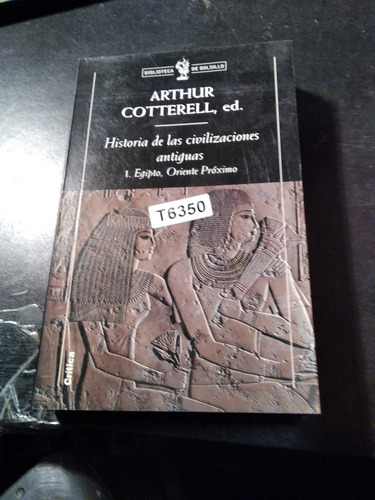 BIBLIOTECA DE BOLSILLO
ARTHUR
COTTERELL, ed.
Historia de las civilizaciones
antiguas
1. Egipto, Oriente Próximo
T6350
Crítica